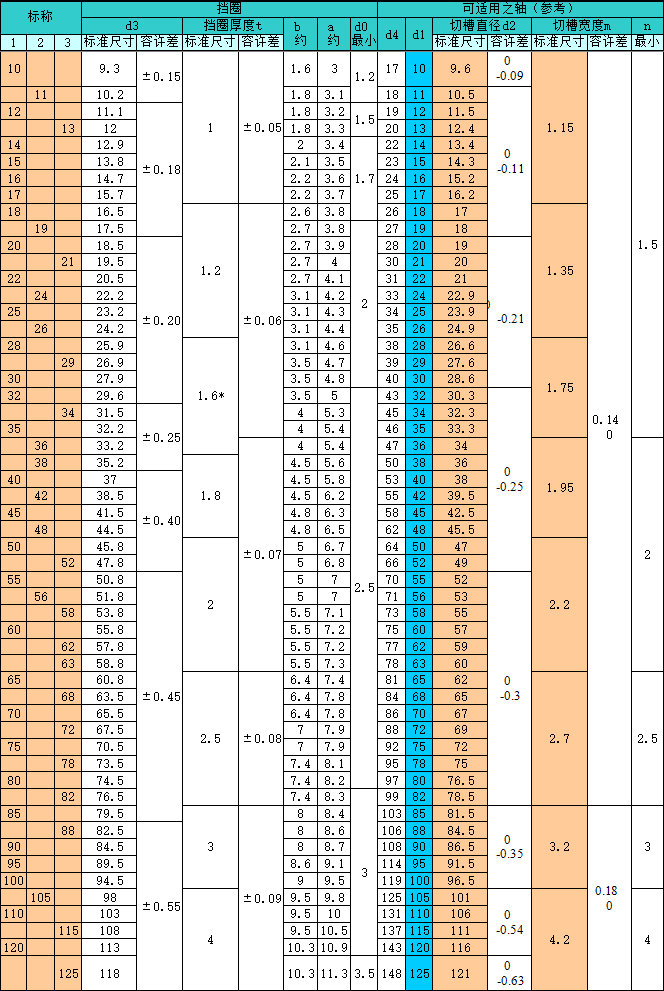 挡圈 可适用之轴（参考）
标称 d3 挡圈厚度t b a d0 d4 d1 切槽直径d2 切槽宽度m n
1 2 3 标准尺寸 容许差 标准尺寸 容许差 约 约 最小 标准尺寸 容许差 标准尺寸 容许差 最小
10 9.3 ±0.15 1.6 3 1.2 17 10 9.6 0 -0.09
11 10.2 1.8 3.1 18 11 10.5
12 11.1 1.8 3.2 1.5 19 12 11.5
13 12 1 ±0.05 1.8 3.3 20 13 12.4 1.15
14 12.9 2 3.4 22 14 13.4
15 13.8 2.1 3.5 23 15 14.3 0
16 14.7 ±0.18 2.2 3.6 1.7 24 16 15.2 -0.11
17 15.7 2.2 3.7 25 17 16.2
18 16.5 2.6 3.8 26 18 17
19 17.5 2.7 3.8 27 19 18
20 18.5 2.7 3.9 28 20 19 1.5
21 19.5 1.2 2.7 4 30 21 20 1.35
22 20.5 2.7 4.1 31 22 21
24 22.2 3.1 4.2 2 33 24 22.9 0
25 23.2 ±0.20 ±0.06 3.1 4.3 34 25 23.9 -0.21
26 24.2 3.1 4.4 35 26 24.9
28 25.9 3.1 4.6 38 28 26.6
29 26.9 3.5 4.7 39 29 27.6
30 27.9 3.5 4.8 40 30 28.6 1.75
32 29.6 1.6* 3.5 5 43 32 30.3
34 31.5 4 5.3 45 34 32.3 0.14
35 32.2 ±0.25 4 5.4 46 35 33.3 0
36 33.2 4 5.4 47 36 34
38 35.2 4.5 5.6 50 38 36 0
40 37 4.5 5.8 53 40 38 -0.25
42 38.5 1.8 4.5 6.2 55 42 39.5 1.95
45 41.5 ±0.40 4.8 6.3 58 45 42.5
48 44.5 4.8 6.5 62 48 45.5
50 45.8 ±0.07 5 6.7 64 50 47 2
52 47.8 5 6.8 66 52 49
55 50.8 5 7 2.5 70 55 52
56 51.8 2 5 7 71 56 53 2.2
58 53.8 5.5 7.1 73 58 55
60 55.8 5.5 7.2 75 60 57
62 57.8 5.5 7.2 77 62 59
63 58.8 5.5 7.3 78 63 60
65 60.8 6.4 7.4 81 65 62 0
68 63.5 ±0.45 6.4 7.8 84 68 65 -0.3
70 65.5 6.4 7.8 86 70 67
72 67.5 2.5 ±0.08 7 7.9 88 72 69 2.7 2.5
75 70.5 7 7.9 92 75 72
78 73.5 7.4 8.1 95 78 75
80 74.5 7.4 8.2 97 80 76.5
82 76.5 7.4 8.3 99 82 78.5
85 79.5 8 8.4 103 85 81.5
88 82.5 8 8.6 106 88 84.5 0
90 84.5 3 8 8.7 108 90 86.5 -0.35 3.2 3
95 89.5 8.6 9.1 3 114 95 91.5
100 94.5 9 9.5 119 100 96.5 0.18
105 98 ±0.55 ±0.09 9.5 9.8 125 105 101 0
110 103 9.5 10 131 110 106 0
115 108 4 9.5 10.5 137 115 111 -0.54 4.2 4
120 113 10.3 10.9 143 120 116
125 118 10.3 11.3 3.5 148 125 121 0 -0.63